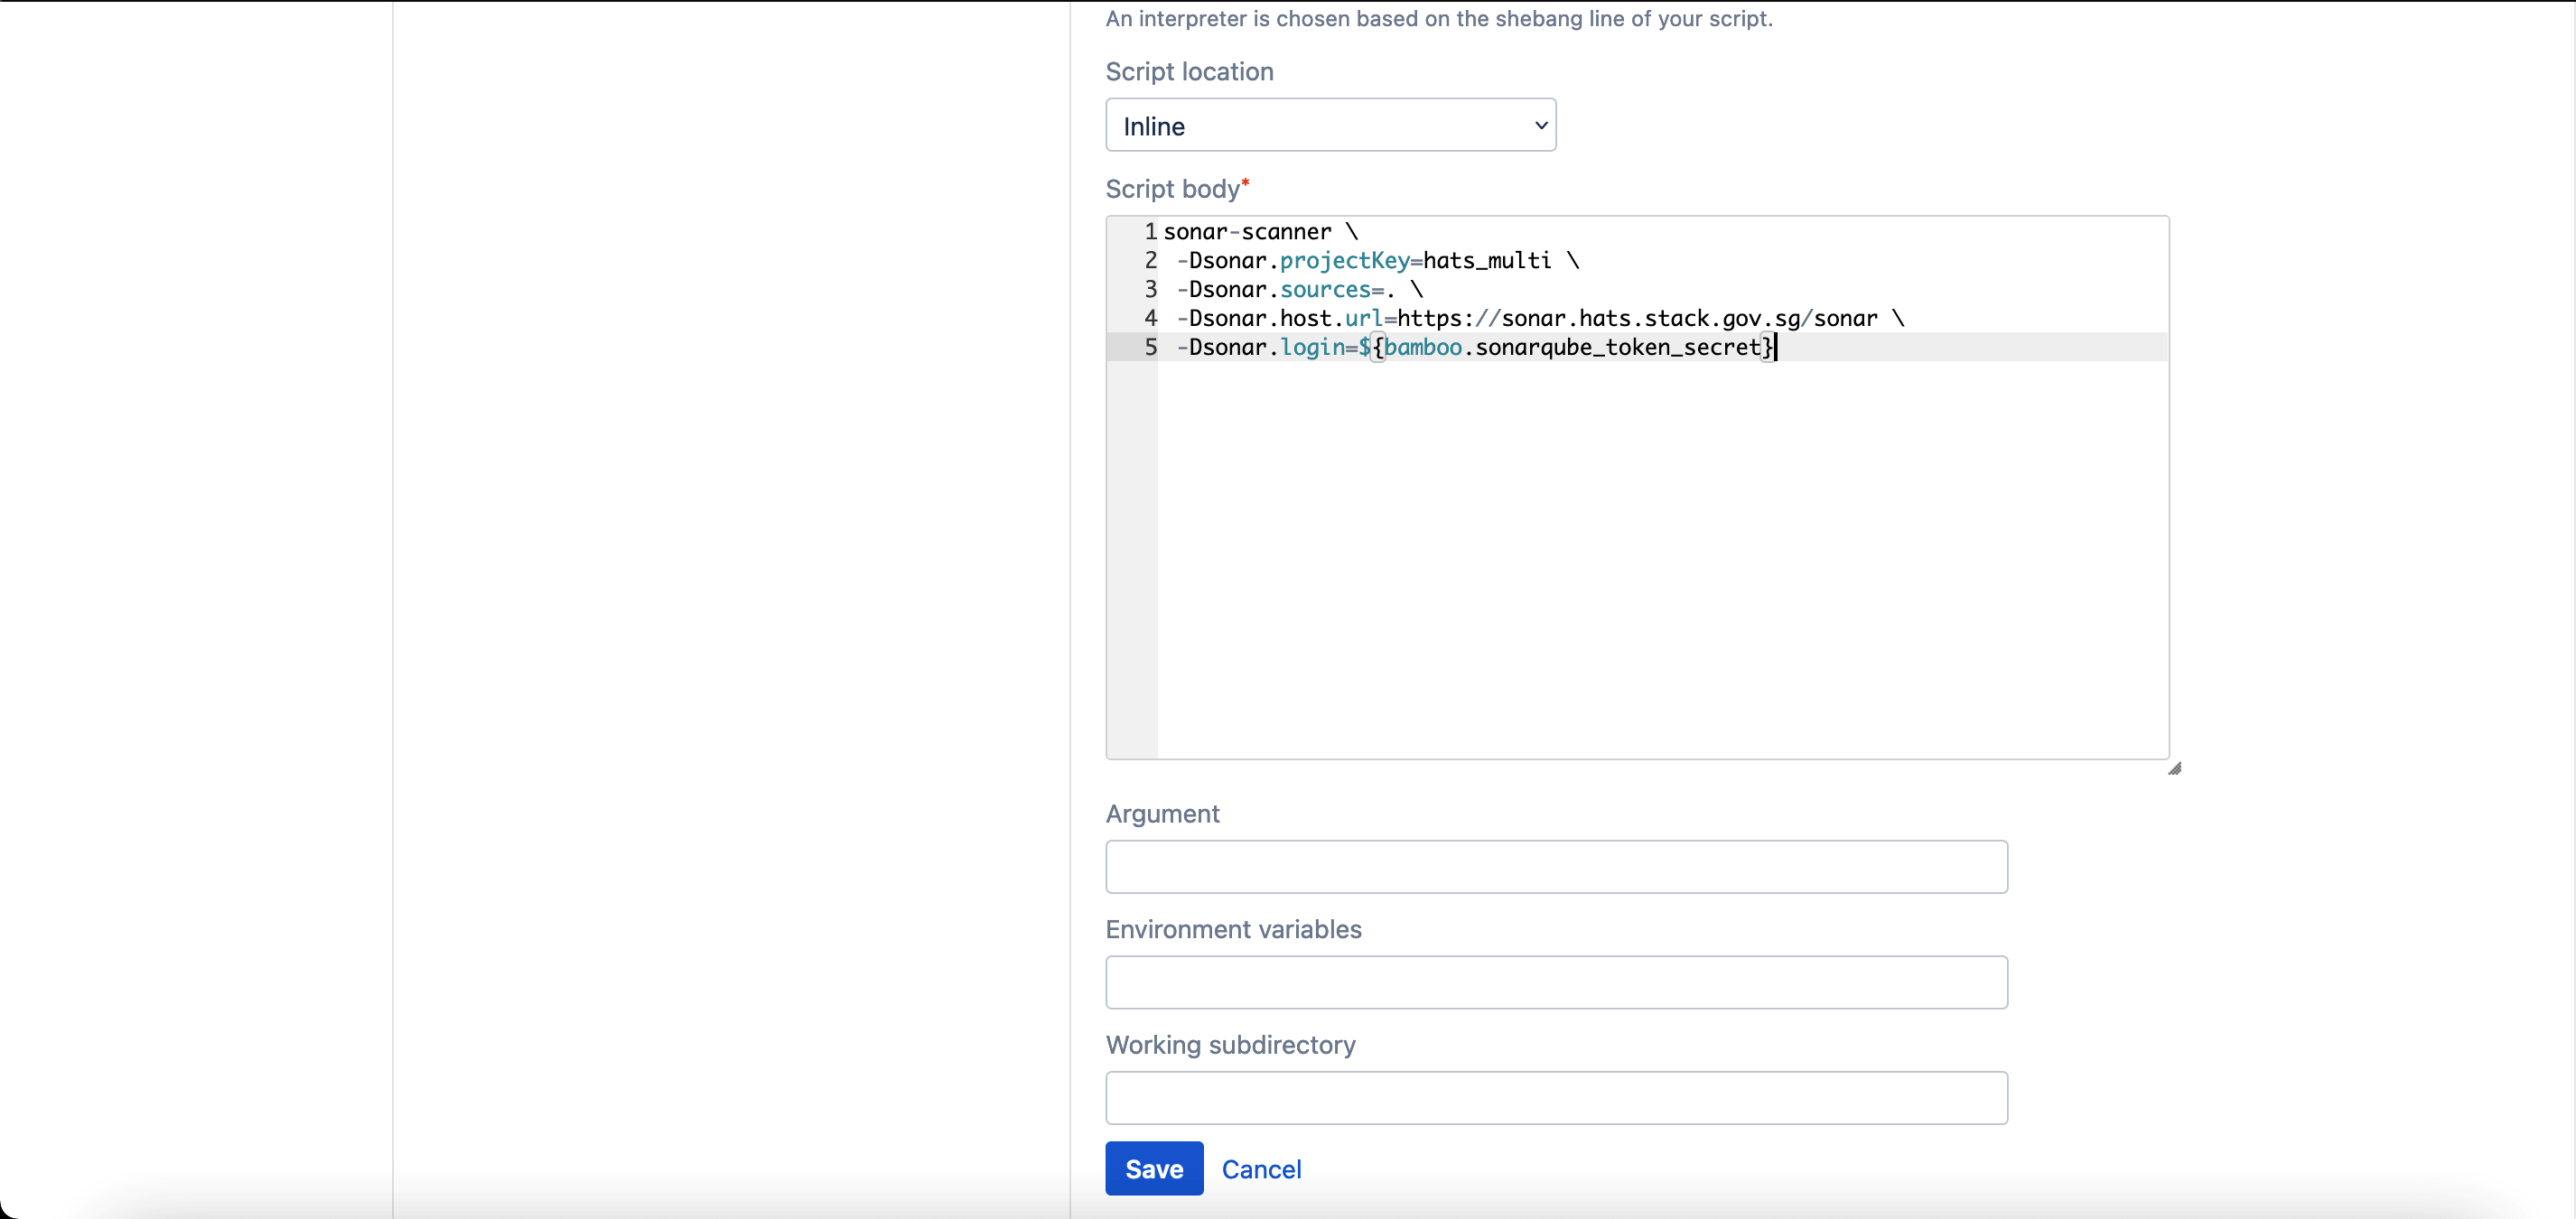 An interpreter is chosen based on the shebang line of your script.
Script location
Inline
Script body*
1 sonar-scanner \
2 -Dsonar.projectKey=hats_multi \
3 -Dsonar.sources=. \
4 -Dsonar.host.url=https://sonar.hats.stack.gov.sg/sonar \
5 -Dsonar.login=${bamboo.sonarqube_token_secret}
Argument
Environment variables
Working subdirectory
Save Cancel